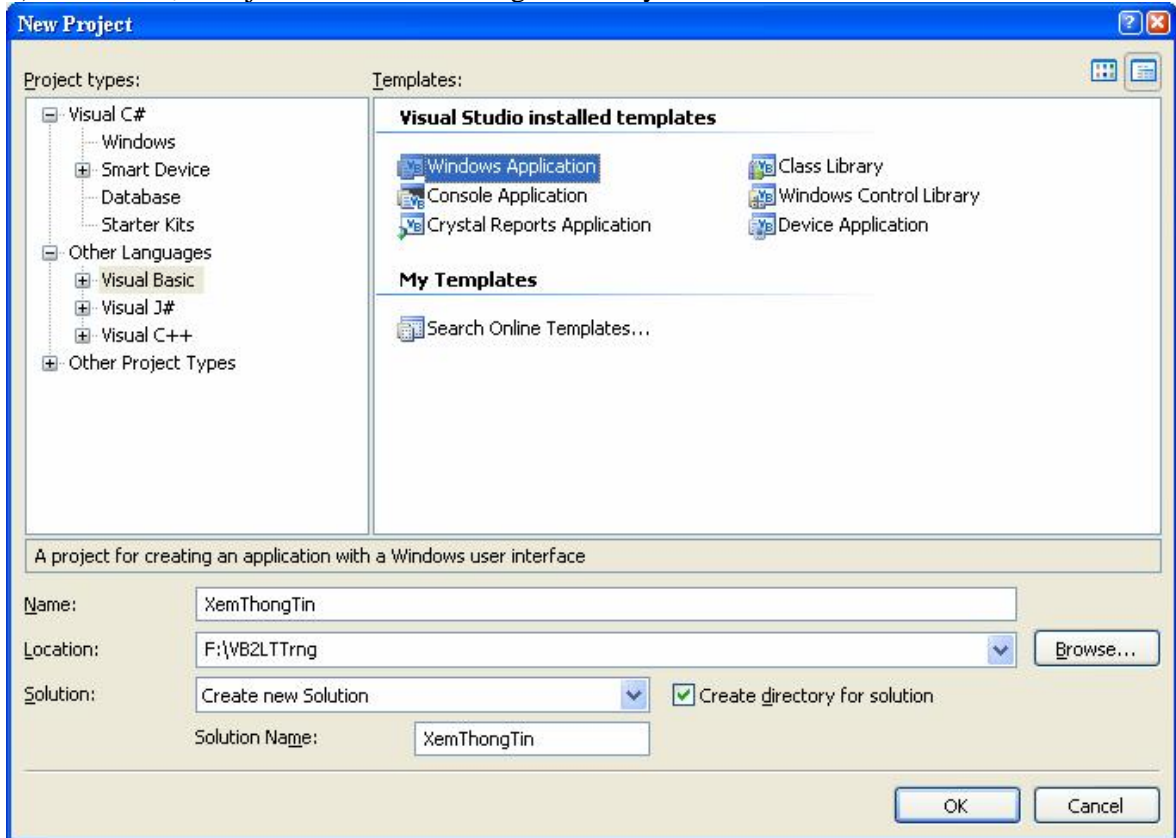 New Project
Project types:
Templates:
Visual C#
Windows
Smart Device
Database
Starter Kits
Other Languages
Visual Basic
Visual J#
Visual C++
Other Project Types
Visual Studio installed templates
Windows Application
Class Library
Console Application
Windows Control Library
Crystal Reports Application
Device Application
My Templates
Search Online Templates...
A project for creating an application with a Windows user interface
Name: XemThongTin
Location: F:\VB2LTTrng Browse...
Solution: Create new Solution Create directory for solution
Solution Name: XemThongTin
OK Cancel